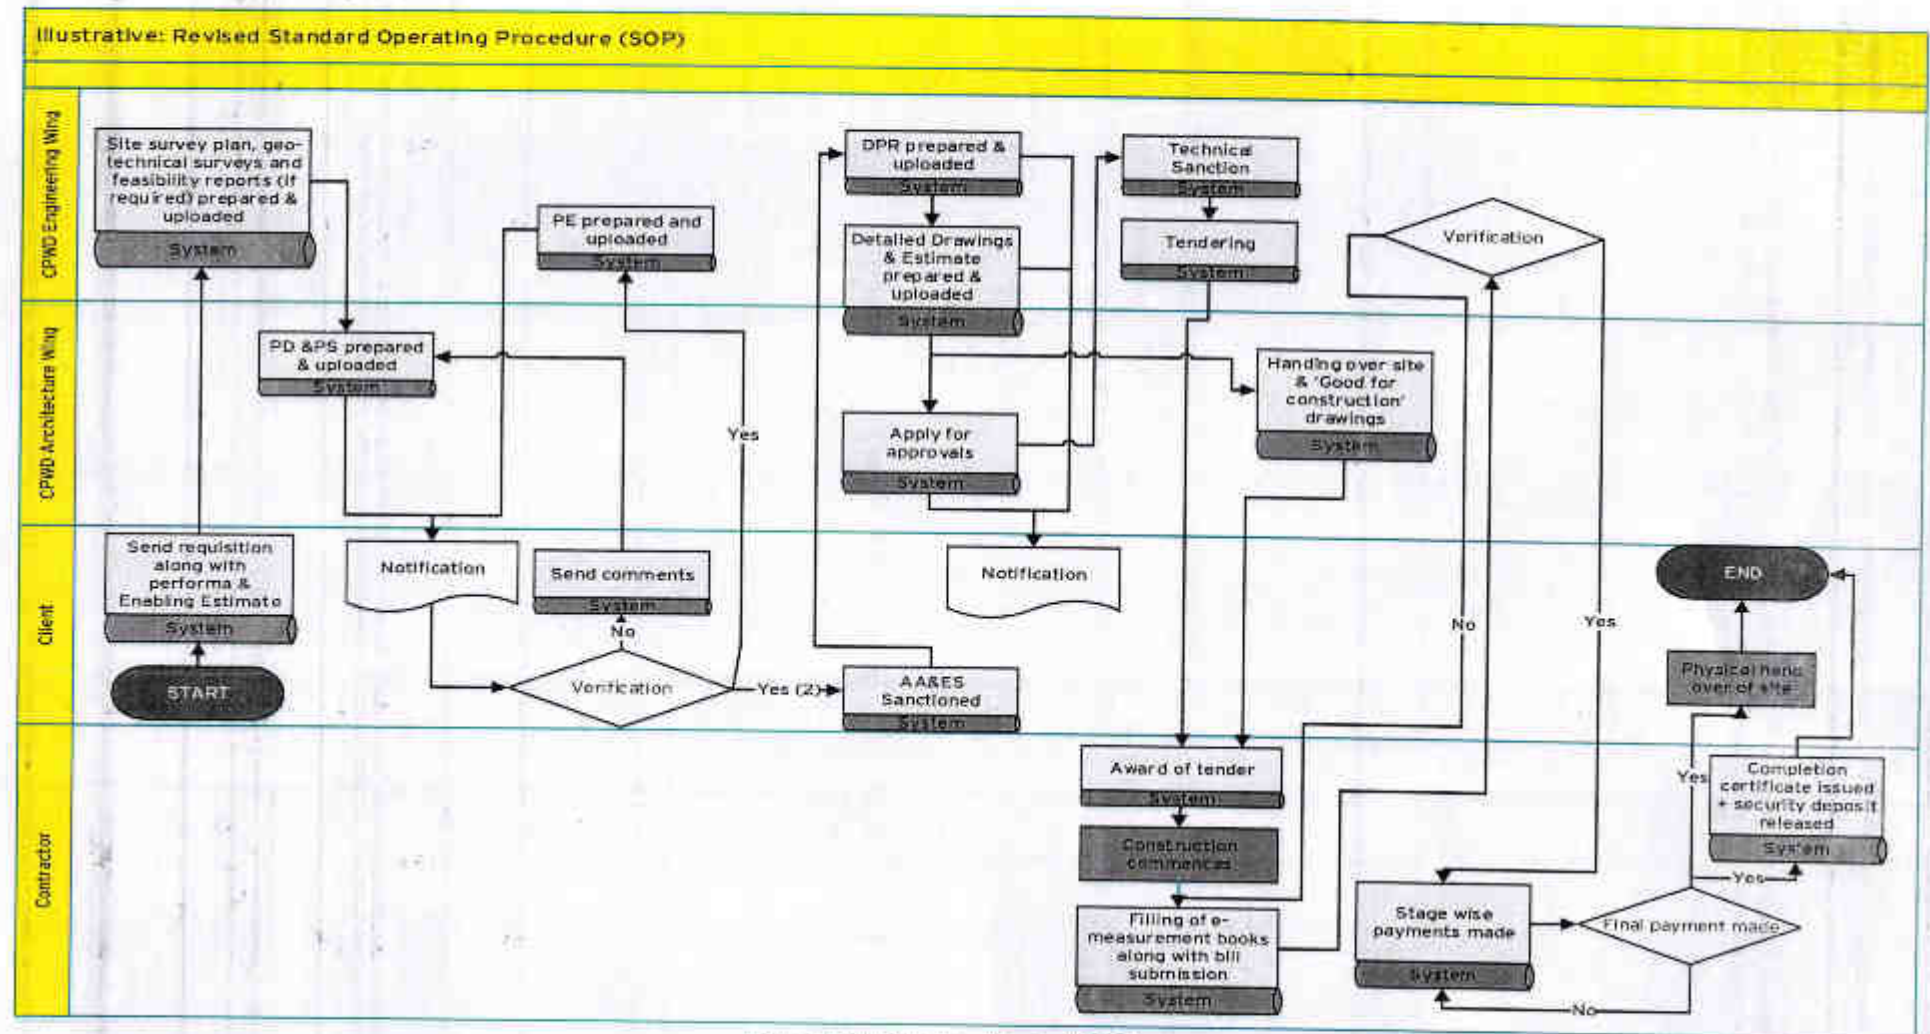 Illustrative: Revised Standard Operating Procedure (SOP)
CPWD Engineering Wing
Site survey plan, geo-
technical surveys and
feasibility reports (if
required) prepared &
uploaded
System
PE prepared and
uploaded
System
DPR prepared &
uploaded
System
Detailed Drawings
& Estimate
prepared &
uploaded
System
Technical
Sanction
System
Tendering
System
Verification
CPWD Architecture Wing
PD &PS prepared
& uploaded
System
Yes
Apply for
approvals
System
Handing over site
& 'Good for
construction'
drawings
System
Client
Send requisition
along with
performa &
Enabling Estimate
System
START
Notification
Send comments
System
No
Verification
Yes (2)
AA&ES
Sanctioned
System
Notification
No
Yes
END
Physical hand
over of site
Contractor
Award of tender
System
Construction
commences
Filling of e-
measurement books
along with bill
submission
System
Stage wise
payments made
System
Final payment made
No
Yes
Yes
Completion
certificate issued
+ security deposit
released
System